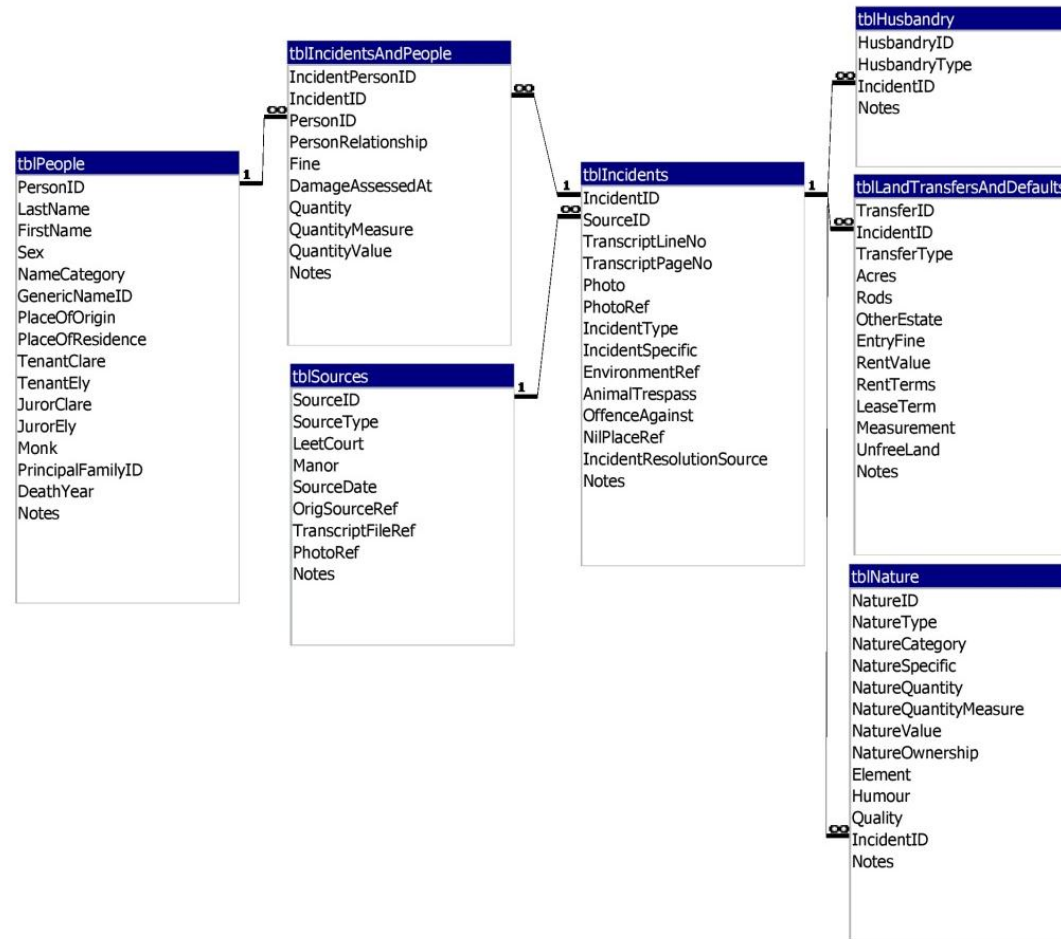 tblPeople
PersonID
LastName
FirstName
Sex
NameCategory
GenericNameID
PlaceOfOrigin
PlaceOfResidence
TenantClare
TenantEly
JurorClare
JurorEly
Monk
PrincipalFamilyID
DeathYear
Notes
1
∞
tblIncidentsAndPeople
IncidentPersonID
IncidentID
PersonID
PersonRelationship
Fine
DamageAssessedAt
Quantity
QuantityMeasure
QuantityValue
Notes
∞
1
tblSources
SourceID
SourceType
LeetCourt
Manor
SourceDate
OrigSourceRef
TranscriptFileRef
PhotoRef
Notes
1
∞
tblIncidents
IncidentID
SourceID
TranscriptLineNo
TranscriptPageNo
Photo
PhotoRef
IncidentType
IncidentSpecific
EnvironmentRef
AnimalTrespass
OffenceAgainst
NilPlaceRef
IncidentResolutionSource
Notes
1
∞
tblHusbandry
HusbandryID
HusbandryType
IncidentID
Notes
∞
tblLandTransfersAndDefaults
TransferID
IncidentID
TransferType
Acres
Rods
OtherEstate
EntryFine
RentValue
RentTerms
LeaseTerm
Measurement
UnfreeLand
Notes
∞
tblNature
NatureID
NatureType
NatureCategory
NatureSpecific
NatureQuantity
NatureQuantityMeasure
NatureValue
NatureOwnership
Element
Humour
Quality
IncidentID
Notes